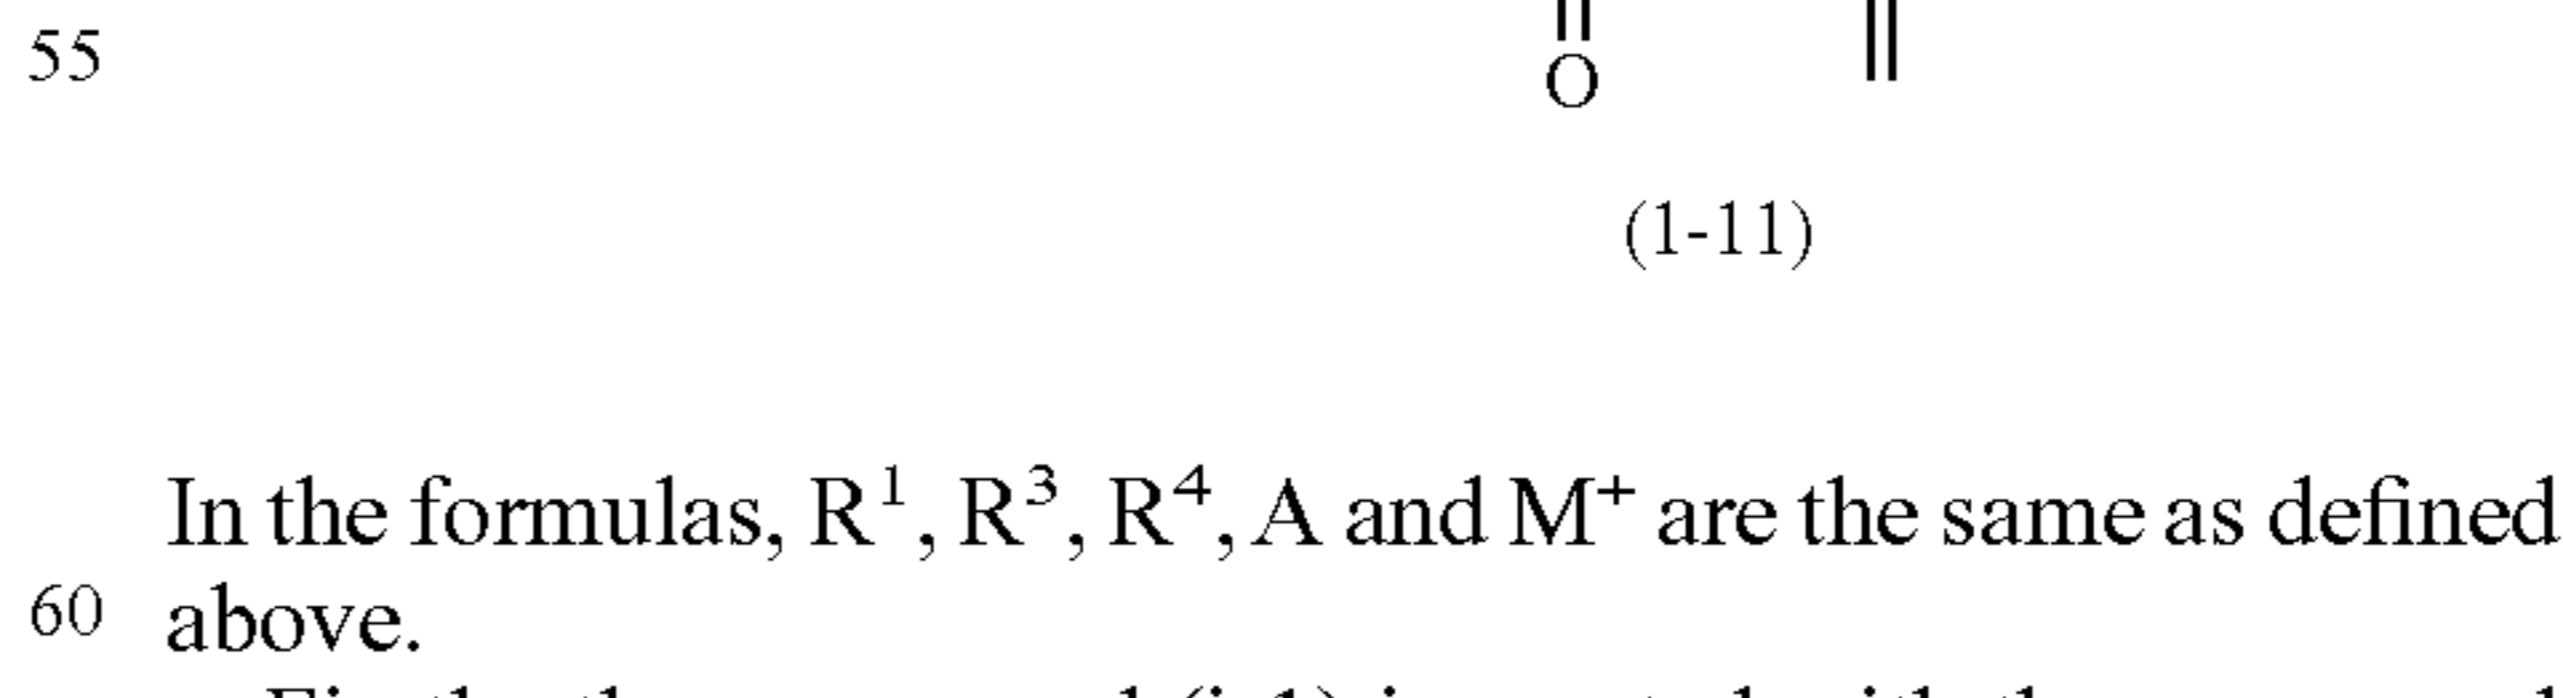 55
O
(1-11)
In the formulas, R¹, R³, R⁴, A and M⁺ are the same as defined
60 above.